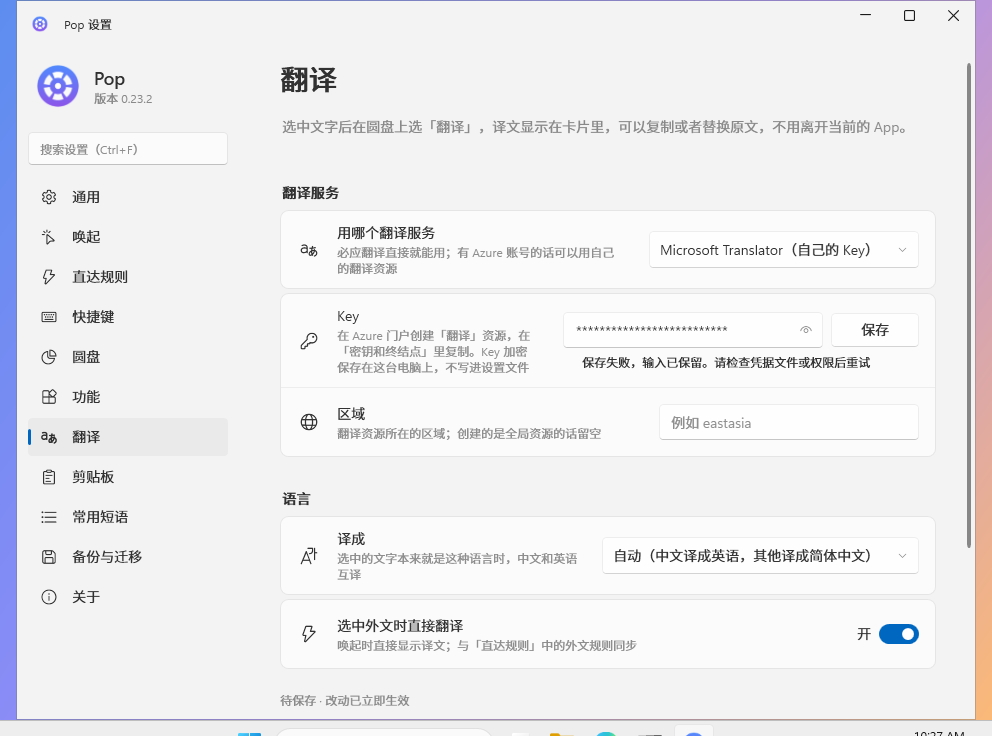 Pop 设置
Pop
版本 0.23.2
搜索设置（Ctrl+F）
通用
唤起
直达规则
快捷键
圆盘
功能
翻译
剪贴板
常用短语
备份与迁移
关于
翻译
选中文字后在圆盘上选「翻译」，译文显示在卡片里，可以复制或者替换原文，不用离开当前的 App。
翻译服务
用哪个翻译服务
必应翻译直接就能用；有 Azure 账号的话可以用自己
的翻译资源
Microsoft Translator（自己的 Key）
Key
在 Azure 门户创建「翻译」资源，在
「密钥和终结点」里复制。Key 加密
保存在这台电脑上，不写进设置文件
**************************
保存
保存失败，输入已保留。请检查凭据文件或权限后重试
区域
翻译资源所在的区域；创建的是全局资源的话留空
例如 eastasia
语言
译成
选中的文字本来就是这种语言时，中文和英语
互译
自动（中文译成英语，其他译成简体中文）
选中外文时直接翻译
唤起时直接显示译文；与「直达规则」中的外文规则同步
开
待保存 · 改动已立即生效
10:27 AM